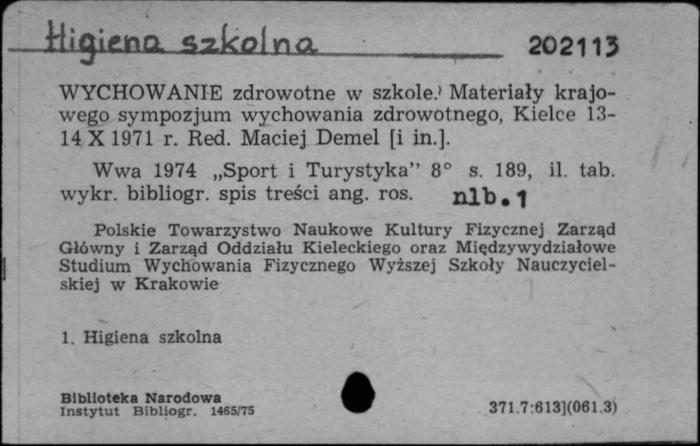 Higiena szkolna
202113
WYCHOWANIE zdrowotne w szkole. Materiały krajo-
wego sympozjum wychowania zdrowotnego, Kielce 13-
14 X 1971 r. Red. Maciej Demel [i in.].
Wwa 1974 „Sport i Turystyka” 8° s. 189, il. tab.
wykr. bibliogr. spis treści ang. ros. nlb. 1
Polskie Towarzystwo Naukowe Kultury Fizycznej Zarząd
Główny i Zarząd Oddziału Kieleckiego oraz Międzywydziałowe
Studium Wychowania Fizycznego Wyższej Szkoły Nauczyciel-
skiej w Krakowie
1. Higiena szkolna
Biblioteka Narodowa
Instytut Bibliogr. 1465/75
371.7:613](061.3)